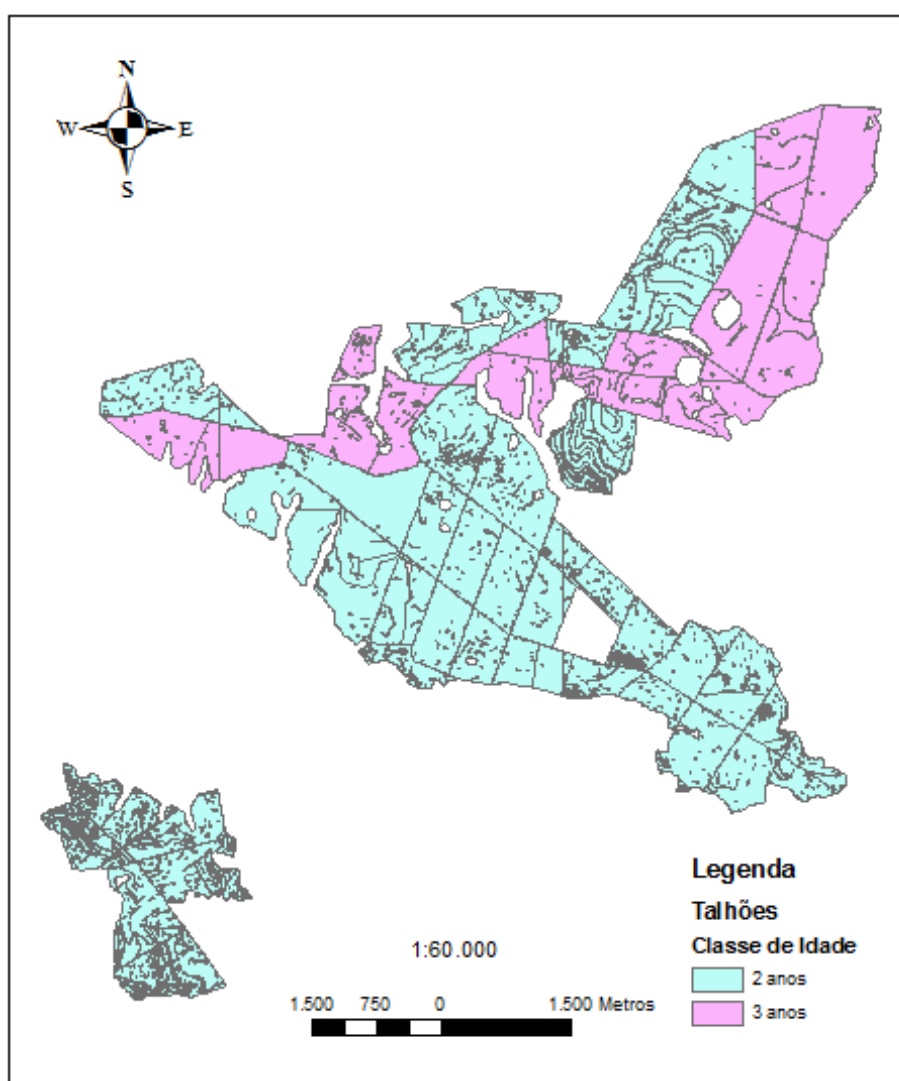 N
W E
S
Legenda
Talhões
Classe de Idade
2 anos
3 anos
1:60.000
1.500 750 0 1.500 Metros